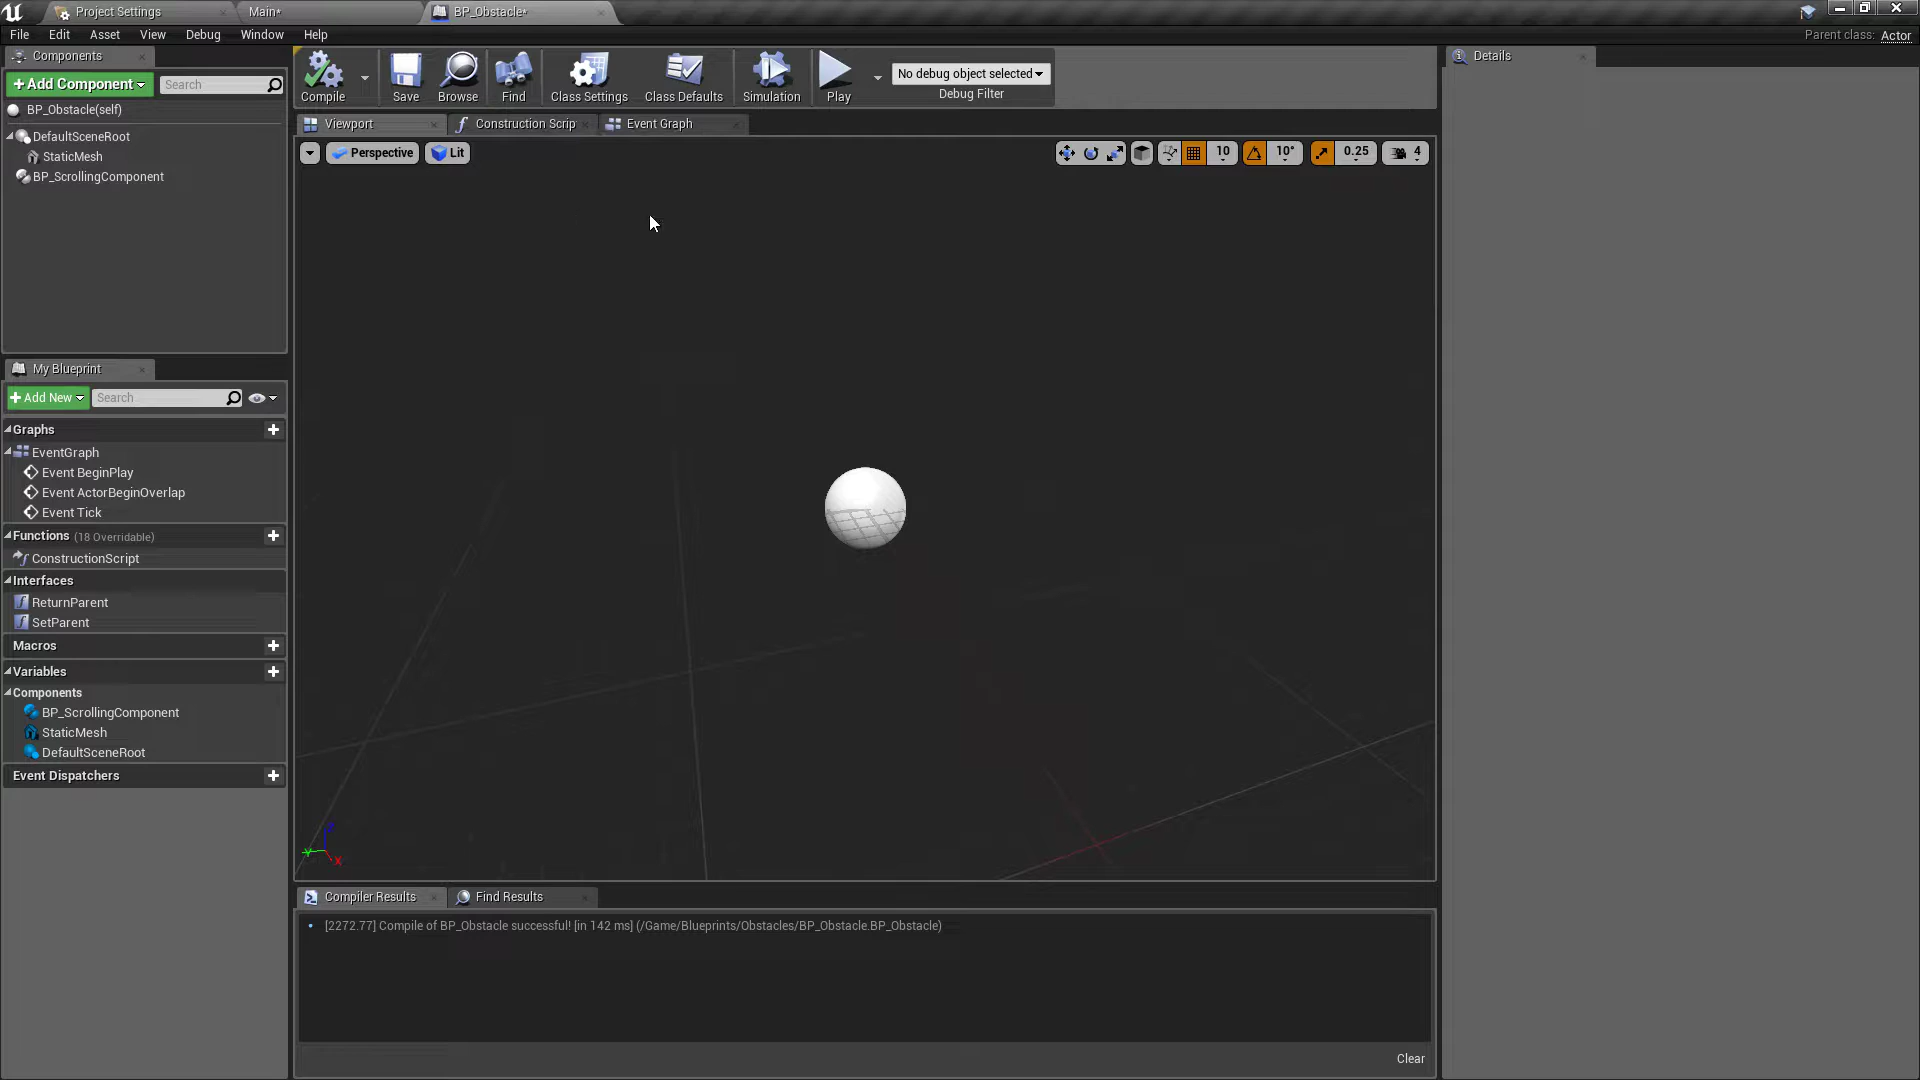 Project Settings
Main*
BP_Obstacle*
File Edit Asset View Debug Window Help
Parent class: Actor
Components
+Add Component
Search
BP_Obstacle(self)
DefaultSceneRoot
StaticMesh
BP_ScrollingComponent
Compile
Save
Browse
Find
Class Settings
Class Defaults
Simulation
Play
No debug object selected
Debug Filter
Details
Viewport
Construction Scrip
Event Graph
Perspective
Lit
10
10°
0.25
4
My Blueprint
+Add New
Search
Graphs
EventGraph
Event BeginPlay
Event ActorBeginOverlap
Event Tick
Functions (18 Overridable)
ConstructionScript
Interfaces
ReturnParent
SetParent
Macros
Variables
Components
BP_ScrollingComponent
StaticMesh
DefaultSceneRoot
Event Dispatchers
Z
Y
X
Compiler Results
Find Results
[2272.77] Compile of BP_Obstacle successful! [in 142 ms] (/Game/Blueprints/Obstacles/BP_Obstacle.BP_Obstacle)
Clear